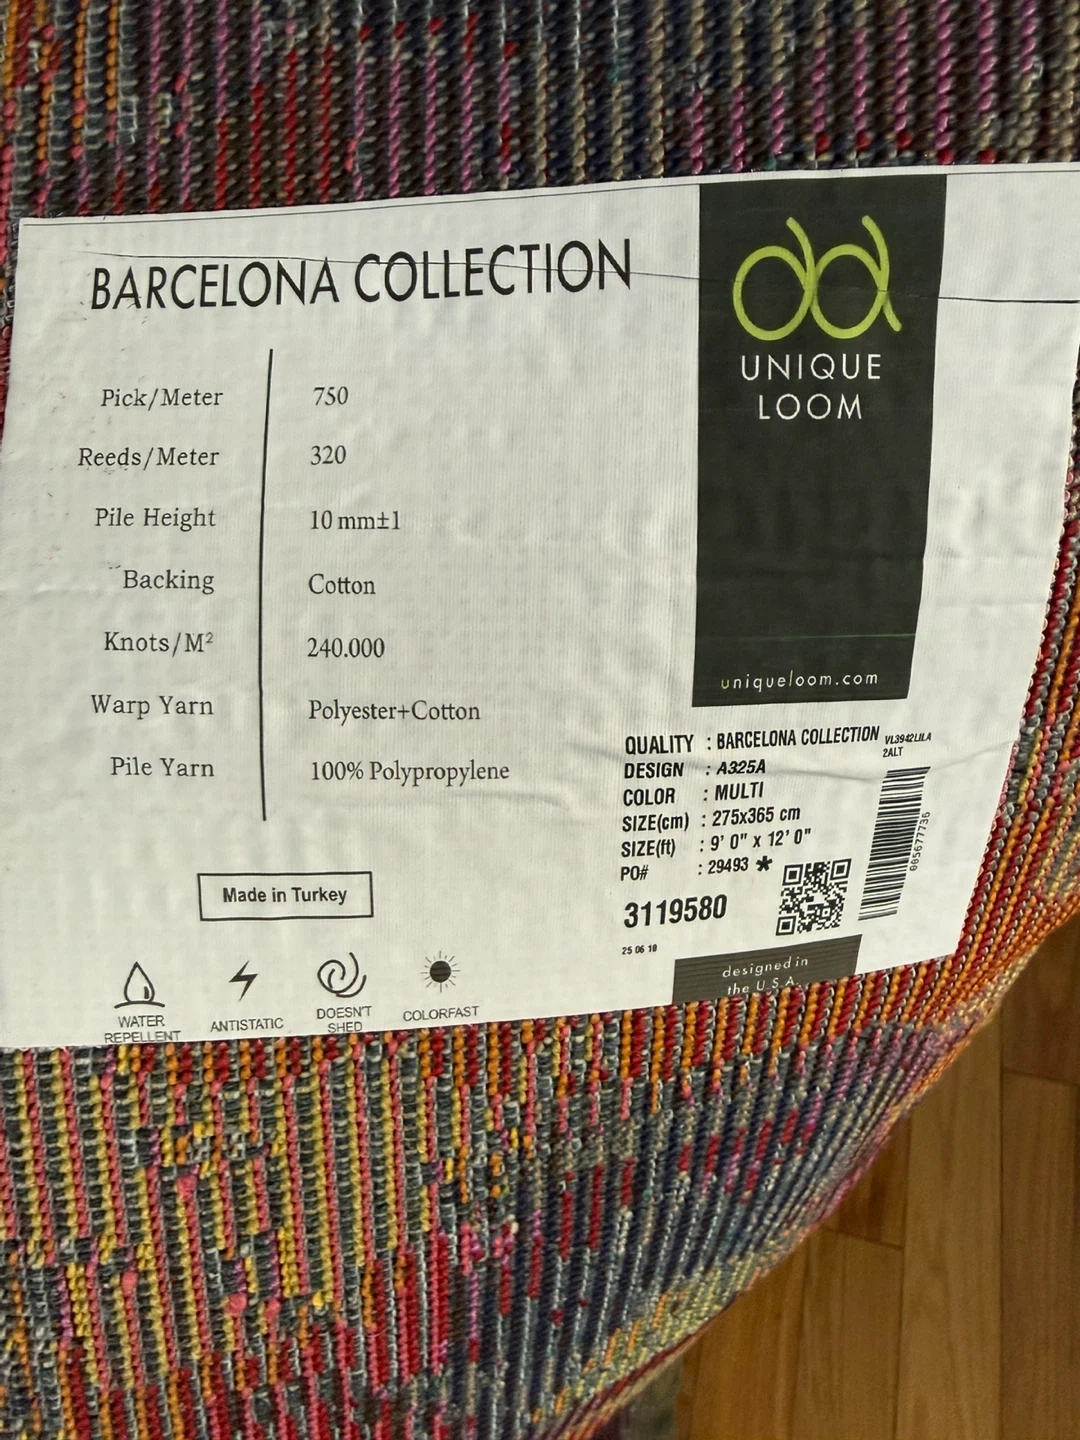 BARCELONA COLLECTION
Pick/Meter 750
Reeds/Meter 320
Pile Height 10 mm±1
Backing Cotton
Knots/M² 240.000
Warp Yarn Polyester+Cotton
Pile Yarn 100% Polypropylene
Made in Turkey
WATER
REPELLENT
ANTISTATIC
DOESN'T
SHED
COLORFAST
UNIQUE
LOOM
uniqueloom.com
QUALITY : BARCELONA COLLECTION
2ALT
DESIGN : A325A
COLOR : MULTI
SIZE(cm) : 275x365 cm
SIZE(ft) : 9' 0" x 12' 0"
PO# : 29493 *
3119580
25 06 10
005677736
designed in
the U.S.A.